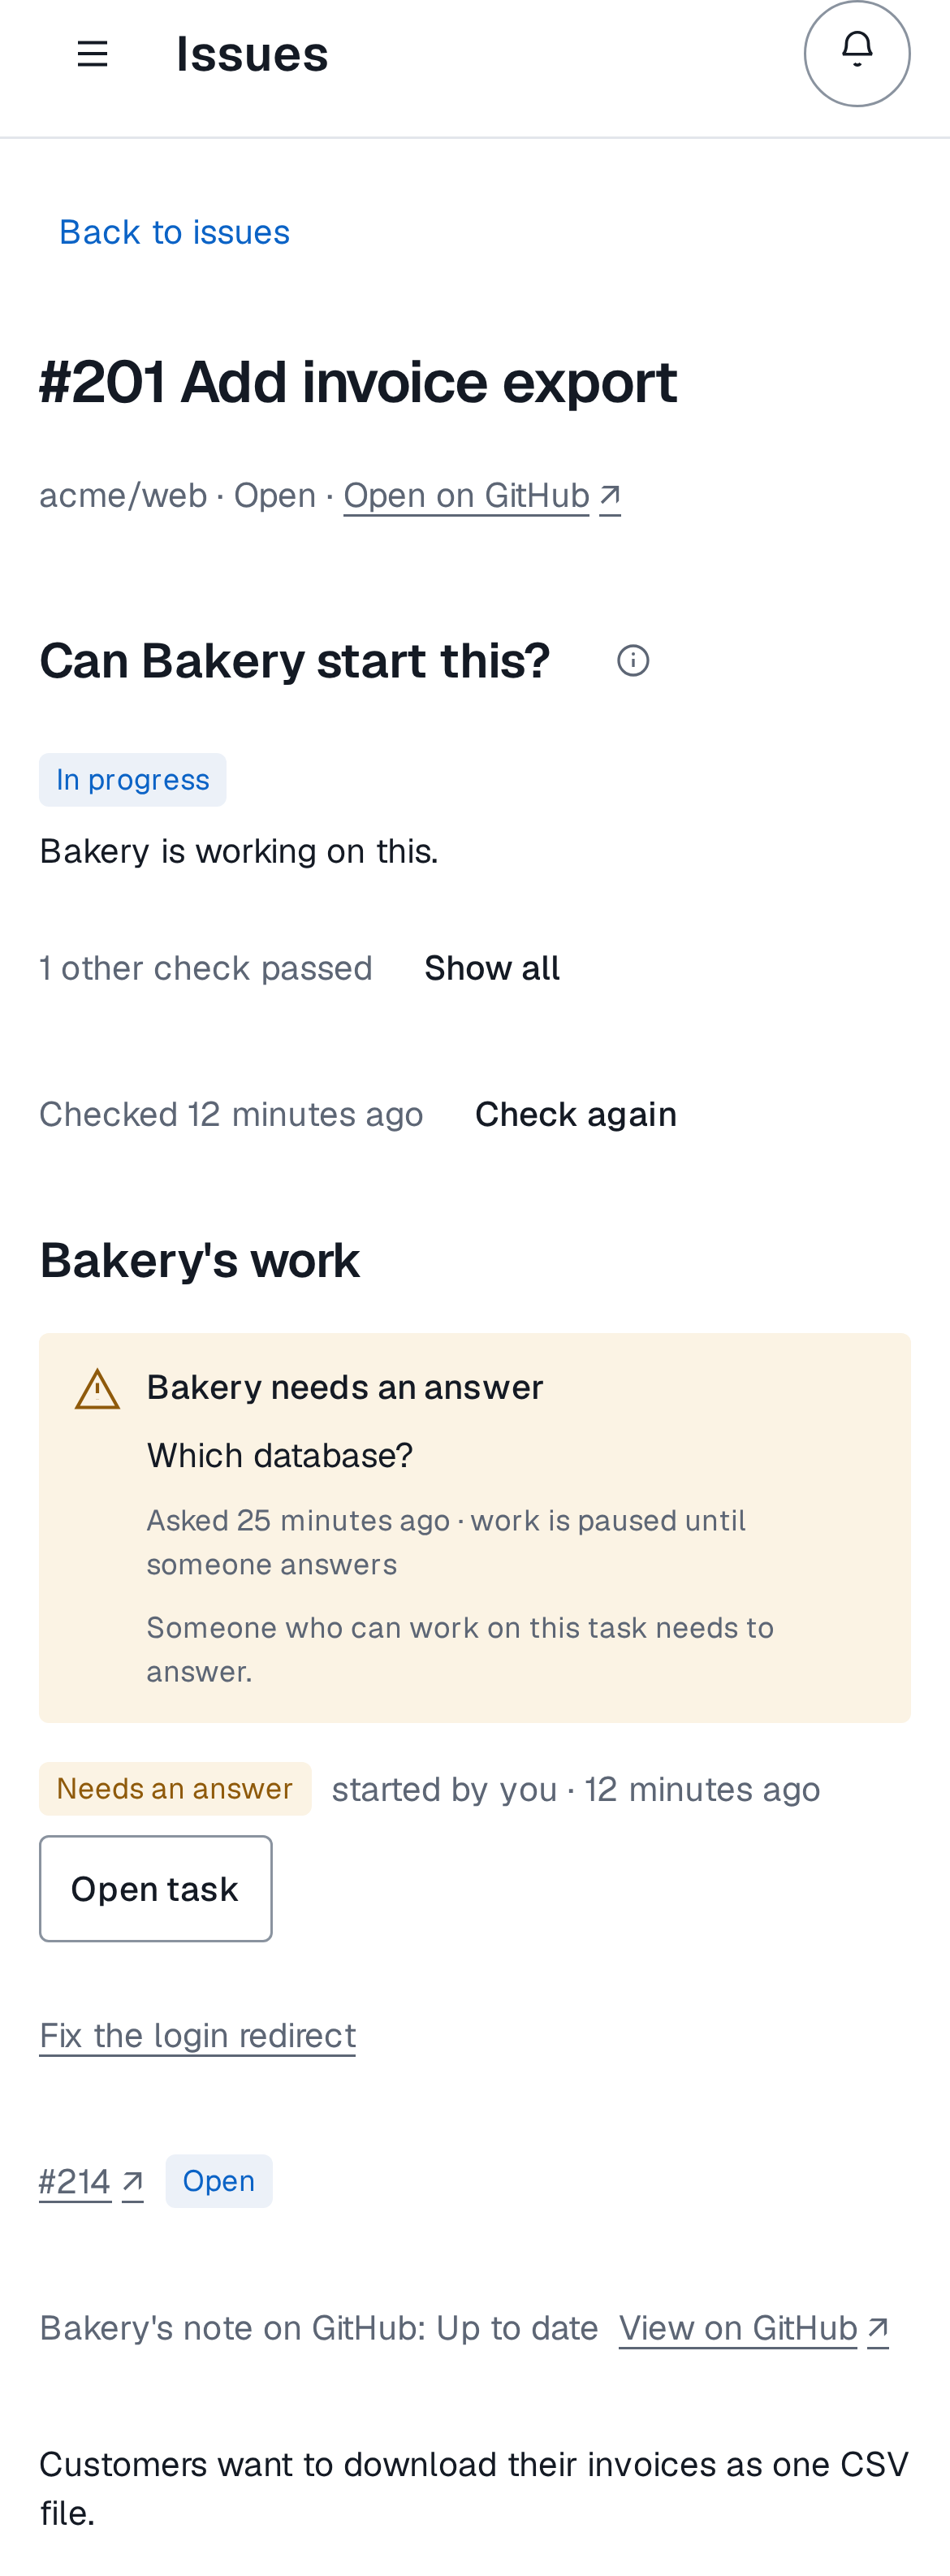 Issues
Back to issues
#201 Add invoice export
acme/web · Open · Open on GitHub ↗
Can Bakery start this?
In progress
Bakery is working on this.
1 other check passed Show all
Checked 12 minutes ago Check again
Bakery's work
Bakery needs an answer
Which database?
Asked 25 minutes ago · work is paused until
someone answers
Someone who can work on this task needs to
answer.
Needs an answer started by you · 12 minutes ago
Open task
Fix the login redirect
#214 ↗ Open
Bakery's note on GitHub: Up to date View on GitHub ↗
Customers want to download their invoices as one CSV
file.